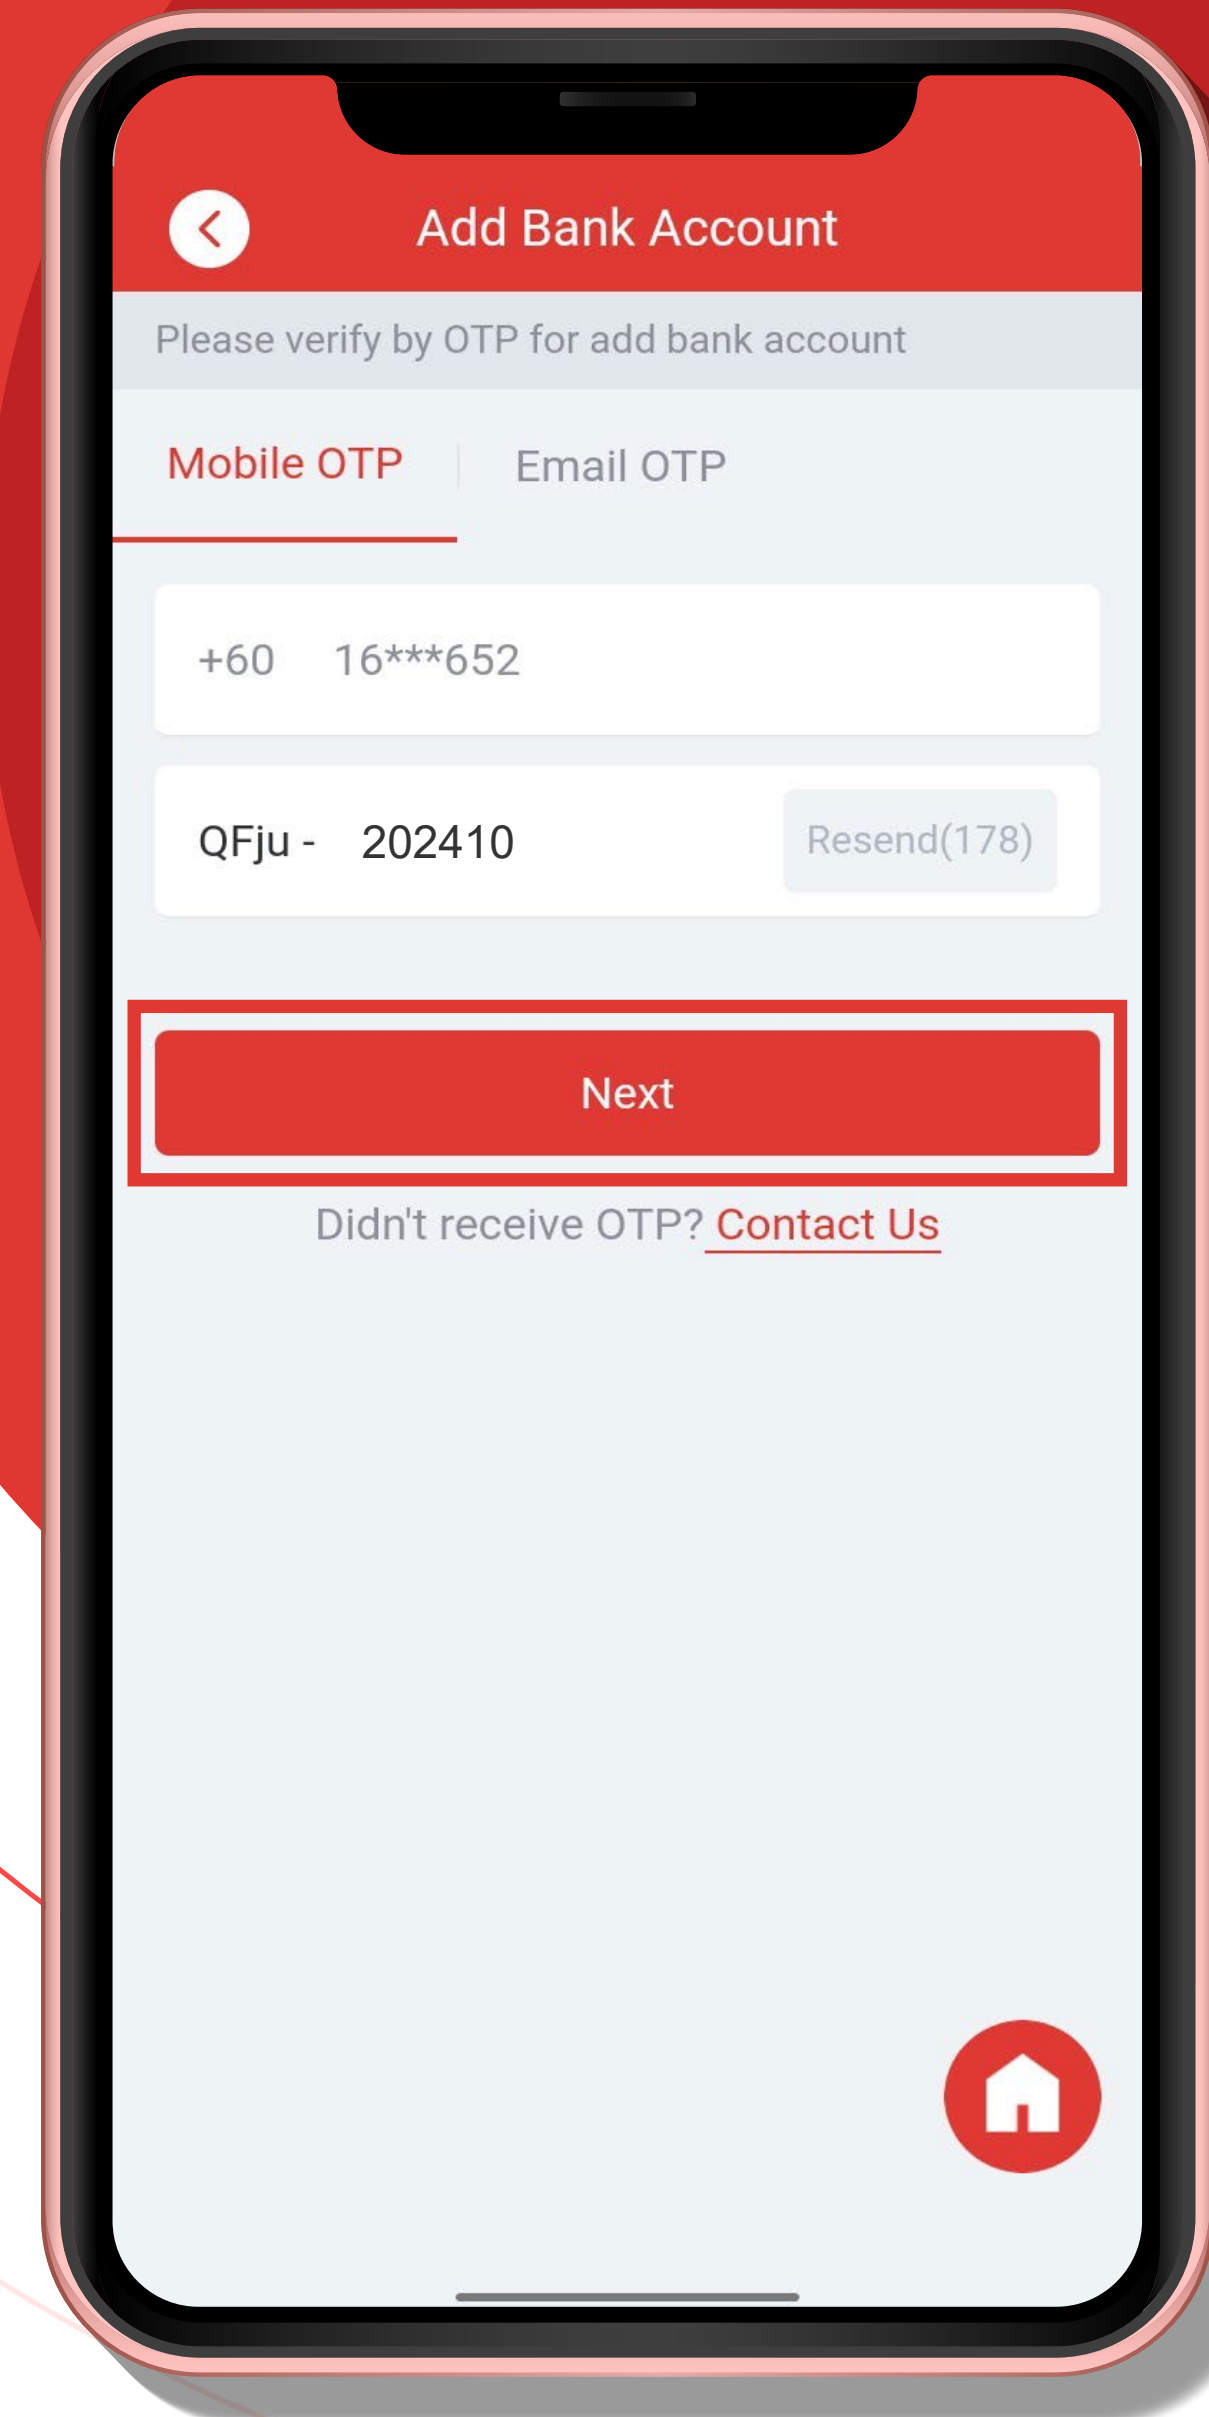 Add Bank Account
Please verify by OTP for add bank account
Mobile OTP
Email OTP
+60 16***652
QFju - 202410 Resend(178)
Next
Didn't receive OTP? Contact Us